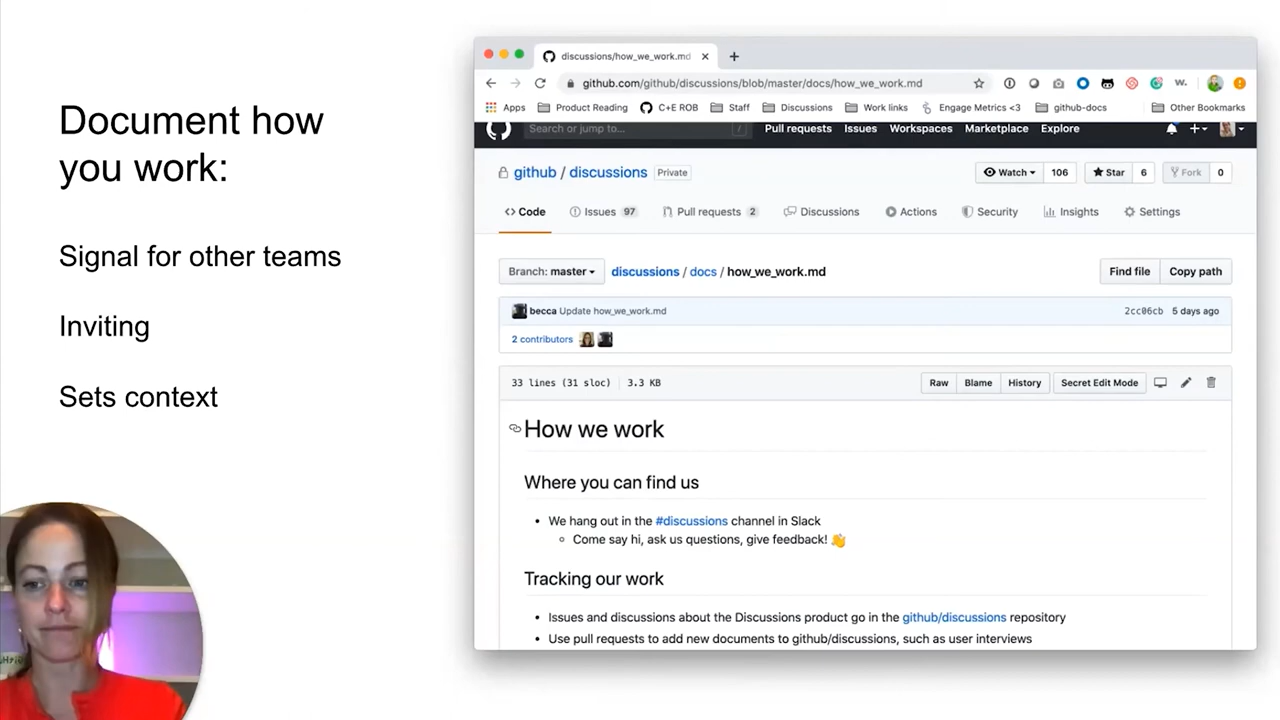 Document how
you work:
Signal for other teams
Inviting
Sets context
discussions/how_we_work.md
github.com/github/discussions/blob/master/docs/how_we_work.md
Apps Product Reading C+E ROB Staff Discussions Work links Engage Metrics <3 github-docs Other Bookmarks
Search or jump to... / Pull requests Issues Workspaces Marketplace Explore
github / discussions Private Watch 106 Star 6 Fork 0
Code Issues 97 Pull requests 2 Discussions Actions Security Insights Settings
Branch: master discussions / docs / how_we_work.md Find file Copy path
becca Update how_we_work.md 2cc06cb 5 days ago
2 contributors
33 lines (31 sloc) 3.3 KB Raw Blame History Secret Edit Mode
How we work
Where you can find us
• We hang out in the #discussions channel in Slack
Come say hi, ask us questions, give feedback! 👋
Tracking our work
• Issues and discussions about the Discussions product go in the github/discussions repository
• Use pull requests to add new documents to github/discussions, such as user interviews